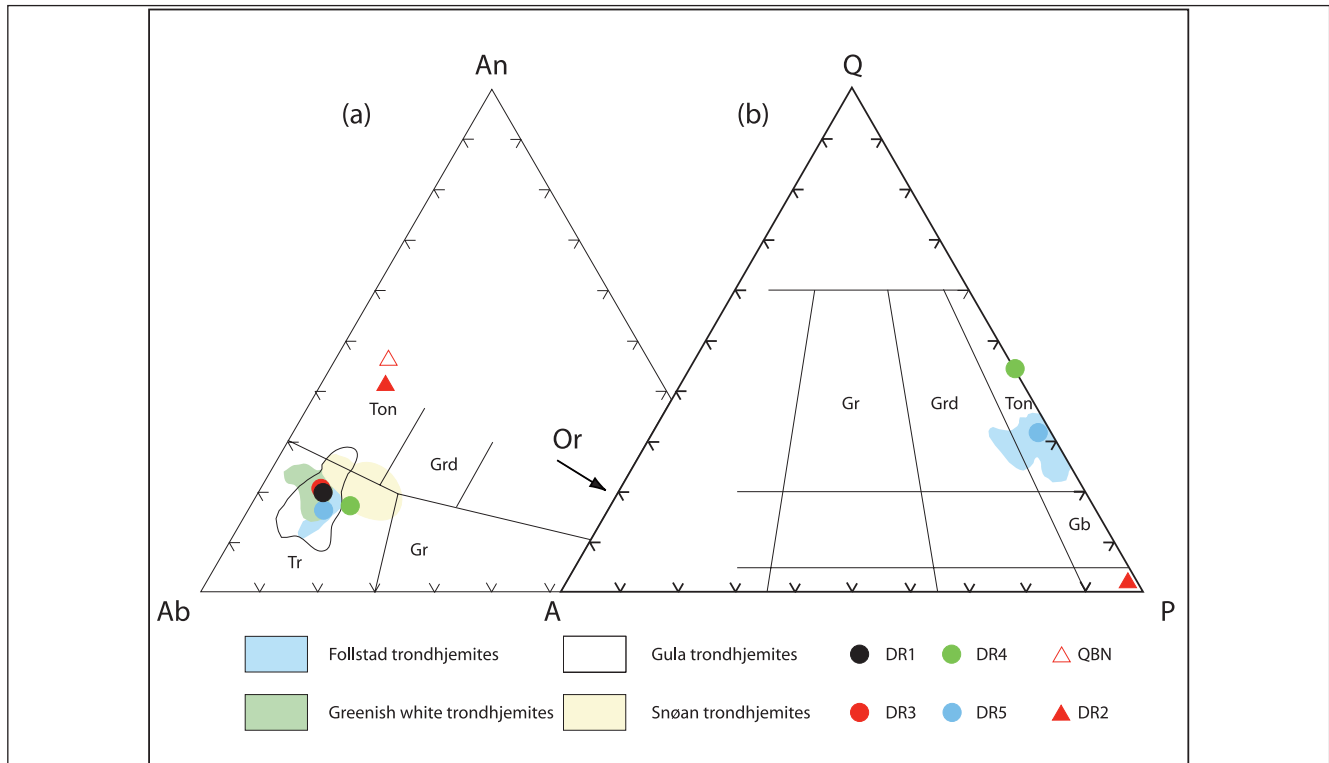 An
Q
(a)
(b)
Ton
Gr
Grd
Ton
Or
Grd
Gb
Gr
Tr
Ab
A
P
Follstad trondhjemites
Gula trondhjemites
DR1
DR4
QBN
Greenish white trondhjemites
Snøan trondhjemites
DR3
DR5
DR2